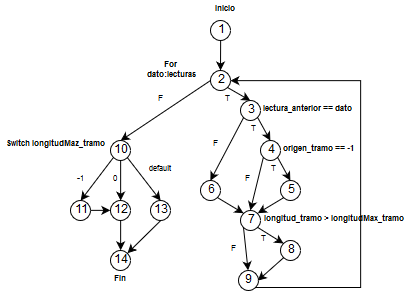 Inicio
1
For
dato:lecturas
2
F
T
3
lectura_anterior == dato
Switch longitudMaz_tramo
F
T
10
4
origen_tramo == -1
-1
0
default
F
T
6
5
11
12
13
7
longitud_tramo > longitudMax_tramo
F
T
8
14
Fin
9